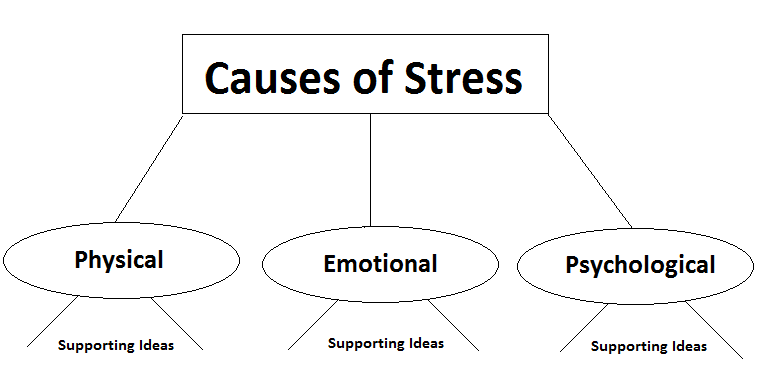 Causes of Stress
Physical
Emotional
Psychological
Supporting Ideas
Supporting Ideas
Supporting Ideas